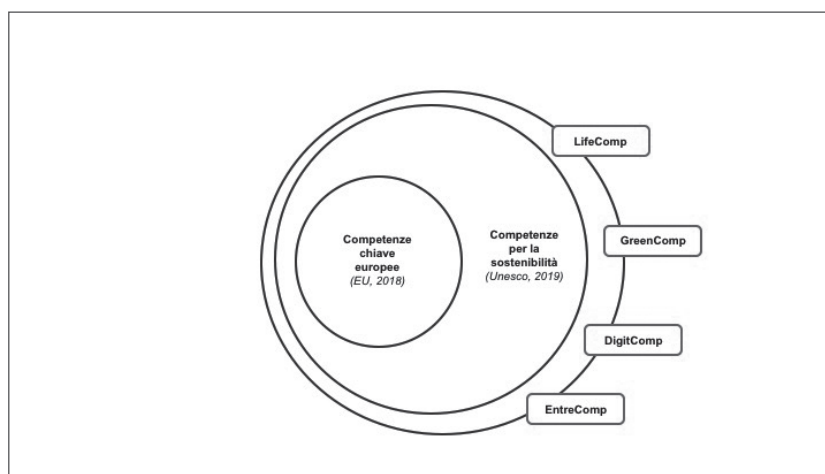 LifeComp
Competenze
chiave
europee
(EU, 2018)
Competenze
per la
sostenibilità
(Unesco, 2019)
GreenComp
DigitComp
EntreComp